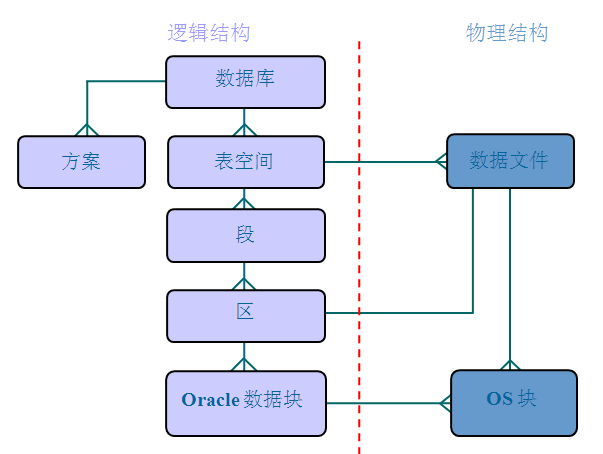 逻辑结构
物理结构
数据库
方案
表空间
数据文件
段
区
Oracle 数据块
OS 块